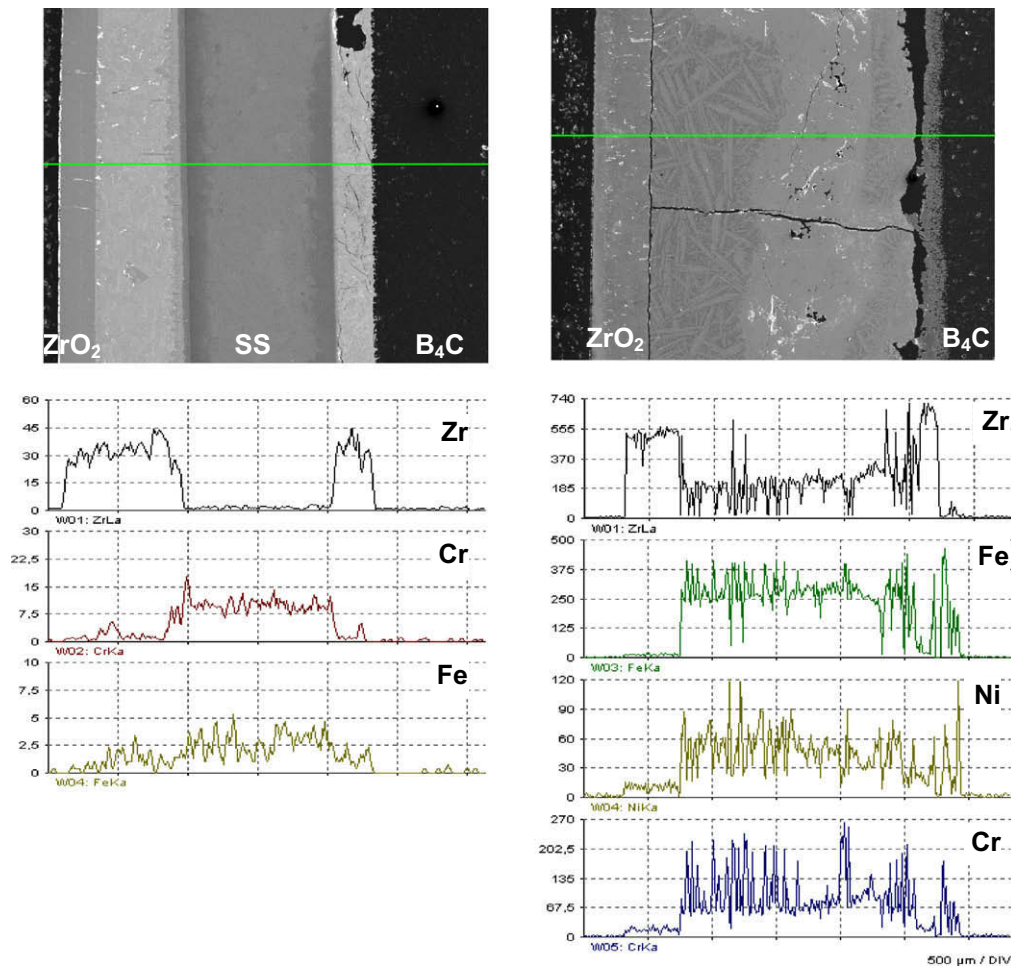 ZrO₂ SS B₄C
ZrO₂ B₄C
60
45
30
15
0
Zr
W01: ZrLa
30
22,5
15
7,5
0
Cr
W02: CrKa
10
7,5
5
2,5
0
Fe
W04: FeKa
740
555
370
185
0
Zr
W01: ZrLa
500
375
250
125
0
Fe
W03: FeKa
120
90
60
30
0
Ni
W04: NiKa
270
202,5
135
67,5
0
Cr
W05: CrKa
500 µm / DIV